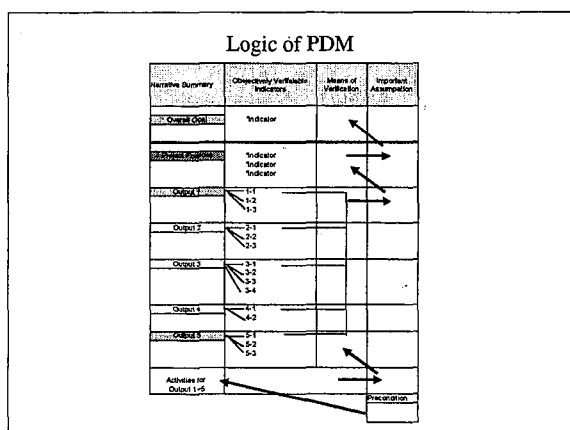 Logic of PDM
Narrative Summary
Objectively Verifiable Indicators
Means of Verification
Important Assumption
Overall Goal
*Indicator
*Indicator
*Indicator
*Indicator
Output 1
1-1
1-2
1-3
Output 2
2-1
2-2
2-3
Output 3
3-1
3-2
3-3
3-4
Output 4
4-1
4-2
Output 5
5-1
5-2
5-3
Activities for
Output 1~5
Precondition